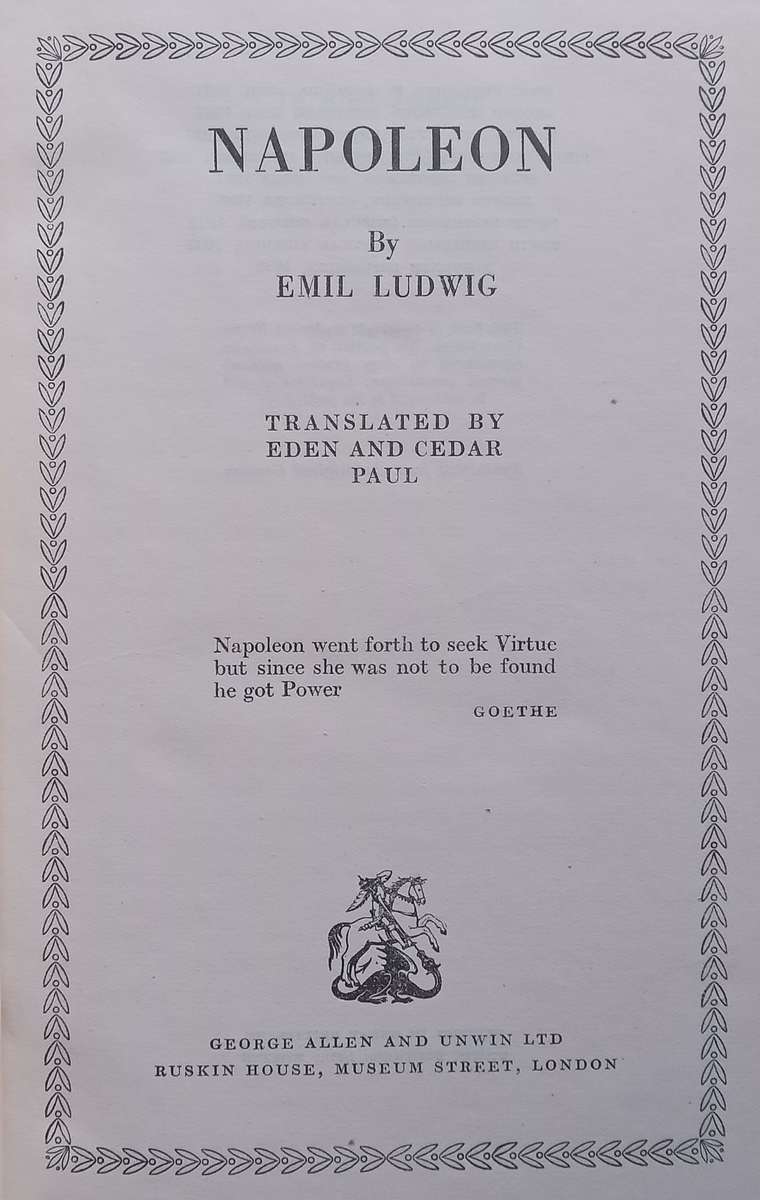 NAPOLEON
By
EMIL LUDWIG
TRANSLATED BY
EDEN AND CEDAR
PAUL
Napoleon went forth to seek Virtue
but since she was not to be found
he got Power
GOETHE
GEORGE ALLEN AND UNWIN LTD
RUSKIN HOUSE, MUSEUM STREET, LONDON